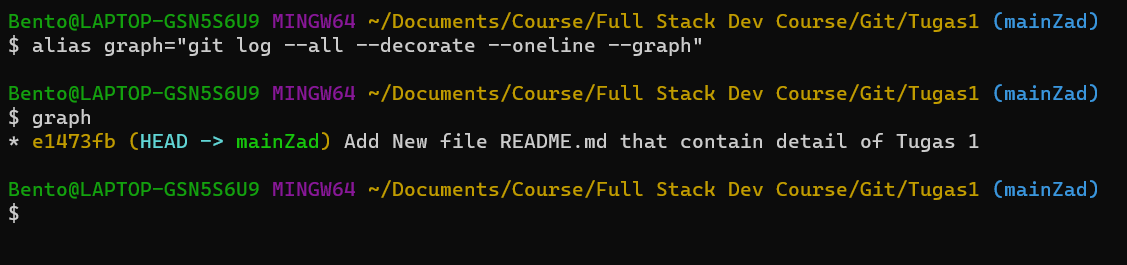 Bento@LAPTOP-GSN5S6U9 MINGW64 ~/Documents/Course/Full Stack Dev Course/Git/Tugas1 (mainZad)
$ alias graph="git log --all --decorate --oneline --graph"
Bento@LAPTOP-GSN5S6U9 MINGW64 ~/Documents/Course/Full Stack Dev Course/Git/Tugas1 (mainZad)
$ graph
* e1473fb (HEAD -> mainZad) Add New file README.md that contain detail of Tugas 1
Bento@LAPTOP-GSN5S6U9 MINGW64 ~/Documents/Course/Full Stack Dev Course/Git/Tugas1 (mainZad)
$